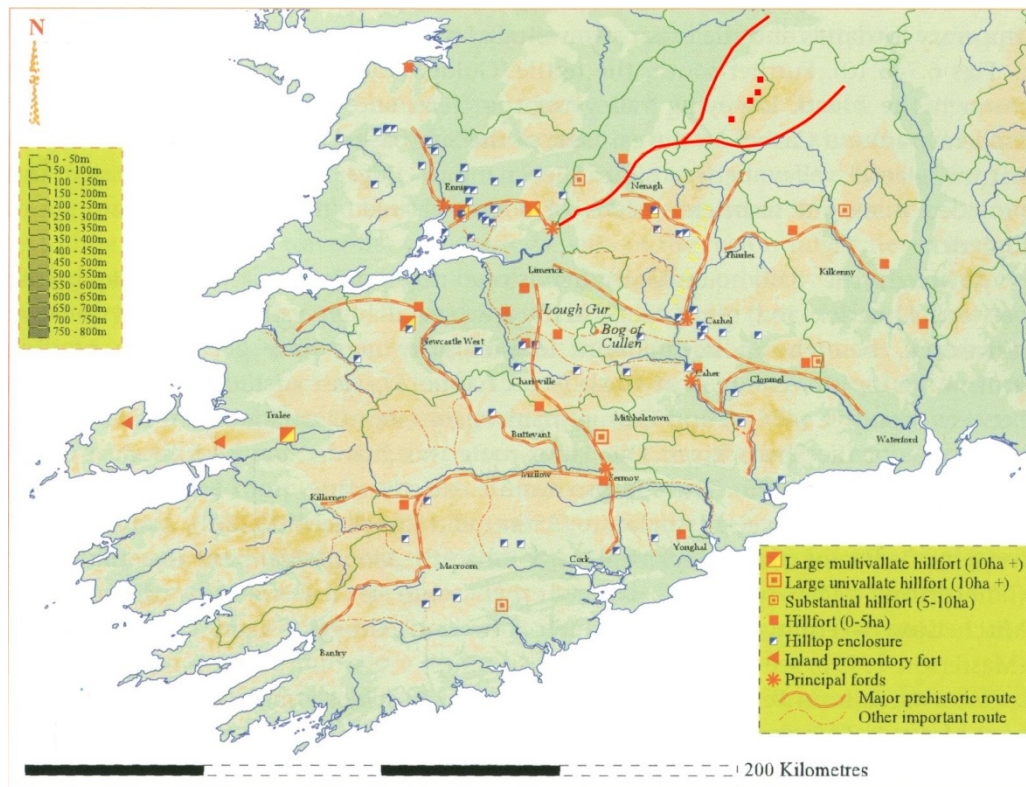 N
0 - 50m
50 - 100m
100 - 150m
150 - 200m
200 - 250m
250 - 300m
300 - 350m
350 - 400m
400 - 450m
450 - 500m
500 - 550m
550 - 600m
600 - 650m
650 - 700m
700 - 750m
750 - 800m
Ennis
Nenagh
Thurles
Kilkenny
Limerick
Lough Gur
Bog of
Cullen
Cashel
Newcastle West
Charleville
Caher
Clonmel
Tralee
Mitchelstown
Buttevant
Waterford
Mallow
Fermoy
Killarney
Youghal
Cork
Macroom
Bantry
Large multivallate hillfort (10ha +)
Large univallate hillfort (10ha +)
Substantial hillfort (5-10ha)
Hillfort (0-5ha)
Hilltop enclosure
Inland promontory fort
Principal fords
Major prehistoric route
Other important route
200 Kilometres